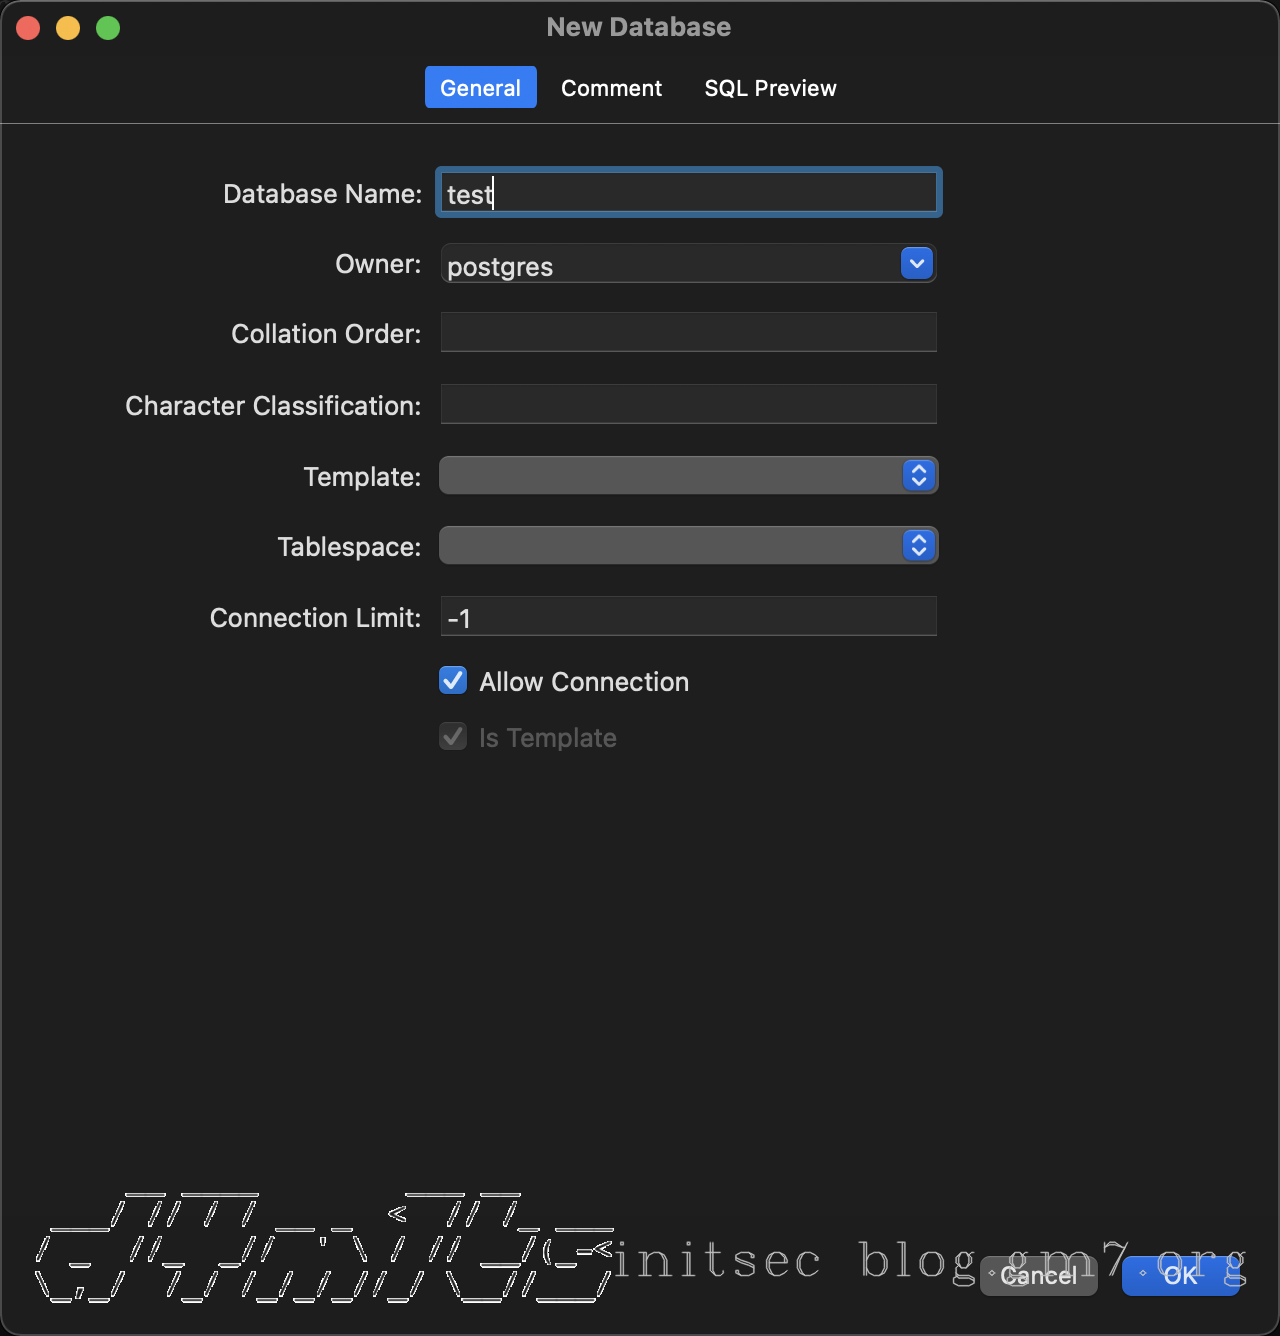 New Database
General Comment SQL Preview
Database Name: test
Owner: postgres
Collation Order:
Character Classification:
Template:
Tablespace:
Connection Limit: -1
Allow Connection
Is Template
initsec blog.gm7.org
Cancel OK